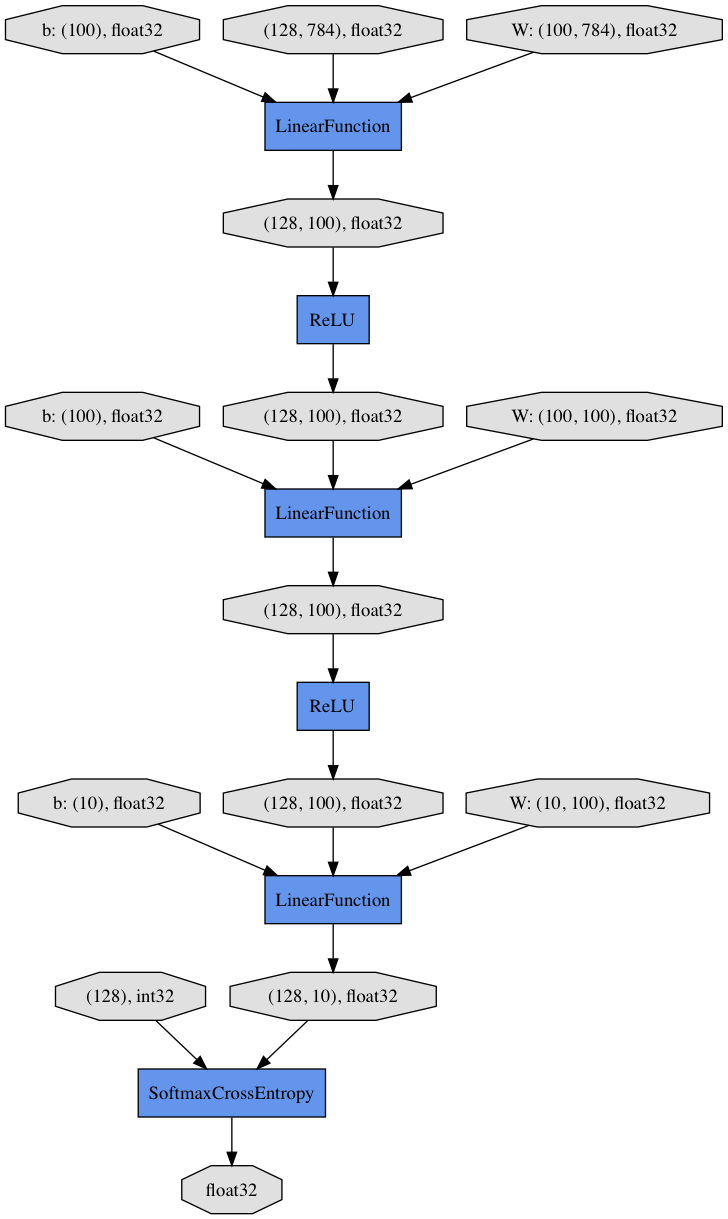 b: (100), float32
(128, 784), float32
W: (100, 784), float32
LinearFunction
(128, 100), float32
ReLU
b: (100), float32
(128, 100), float32
W: (100, 100), float32
LinearFunction
(128, 100), float32
ReLU
b: (10), float32
(128, 100), float32
W: (10, 100), float32
LinearFunction
(128), int32
(128, 10), float32
SoftmaxCrossEntropy
float32